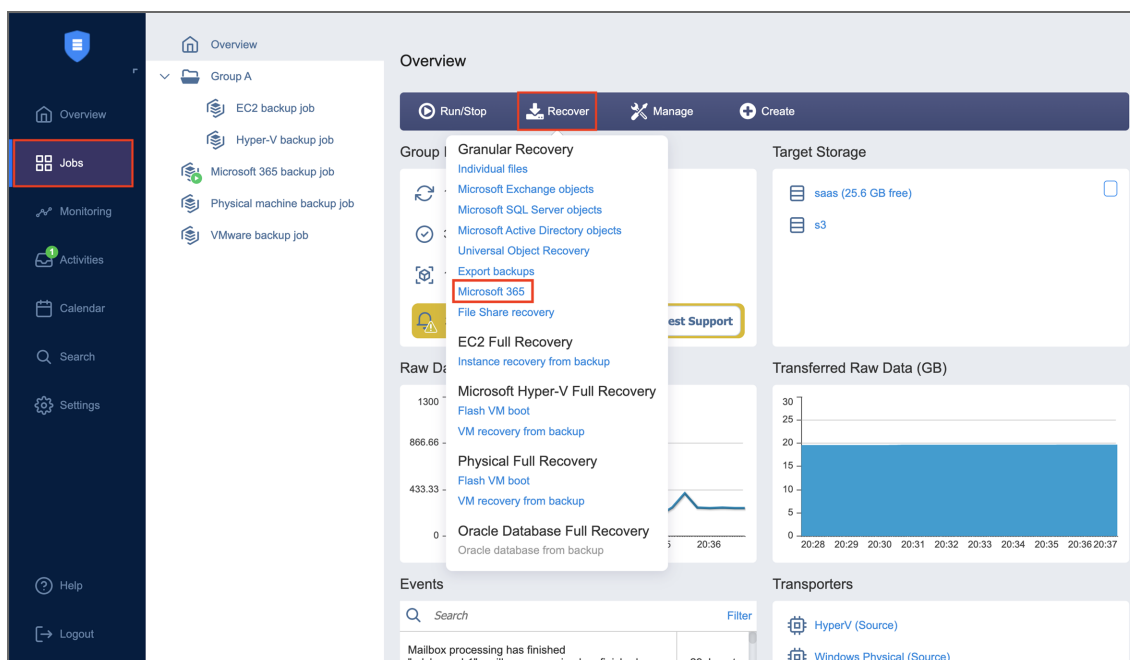 Overview
Jobs
Monitoring
1
Activities
Calendar
Search
Settings
Help
Logout
Overview
Group A
EC2 backup job
Hyper-V backup job
Microsoft 365 backup job
Physical machine backup job
VMware backup job
Overview
Run/Stop
Recover
Manage
Create
Group
Granular Recovery
Individual files
Microsoft Exchange objects
Microsoft SQL Server objects
Microsoft Active Directory objects
Universal Object Recovery
Export backups
Microsoft 365
File Share recovery
EC2 Full Recovery
Instance recovery from backup
Microsoft Hyper-V Full Recovery
Flash VM boot
VM recovery from backup
Physical Full Recovery
Flash VM boot
VM recovery from backup
Oracle Database Full Recovery
Oracle database from backup
est Support
Target Storage
saas (25.6 GB free)
s3
Raw Da
1300
866.66
433.33
0
20:36
Transferred Raw Data (GB)
30
25
20
15
10
5
0
20:28 20:29 20:30 20:31 20:32 20:33 20:34 20:35 20:36 20:37
Events
Search
Filter
Mailbox processing has finished
Transporters
HyperV (Source)
Windows Physical (Source)